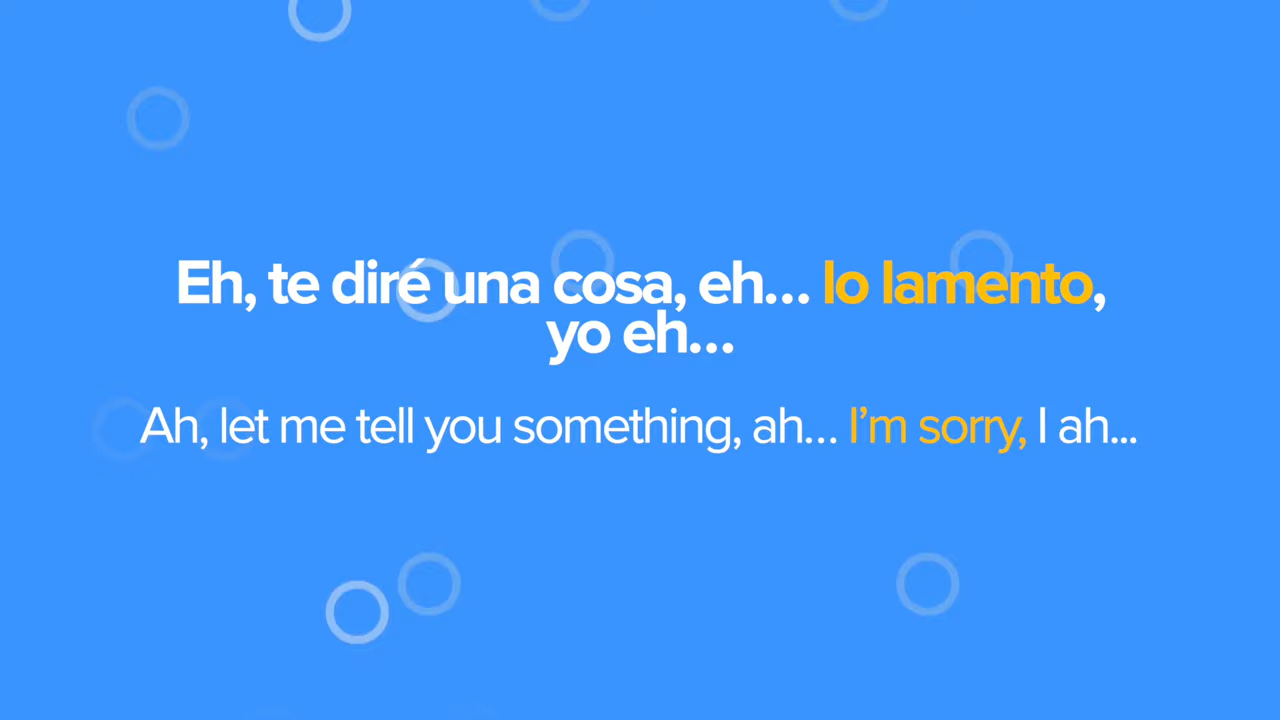 Eh, te diré una cosa, eh... lo lamento,
yo eh...
Ah, let me tell you something, ah... I’m sorry, I ah...